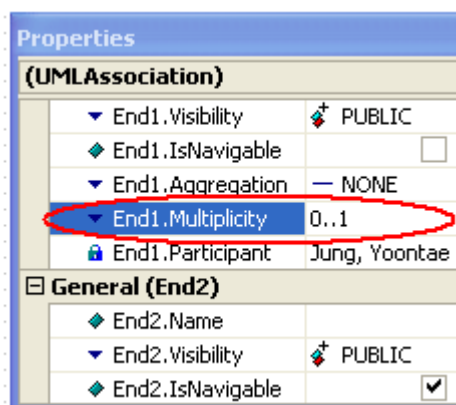 Properties
(UMLAssociation)
End1.Visibility PUBLIC
End1.IsNavigable
End1.Aggregation NONE
End1.Multiplicity 0..1
End1.Participant Jung, Yoontae
General (End2)
End2.Name
End2.Visibility PUBLIC
End2.IsNavigable